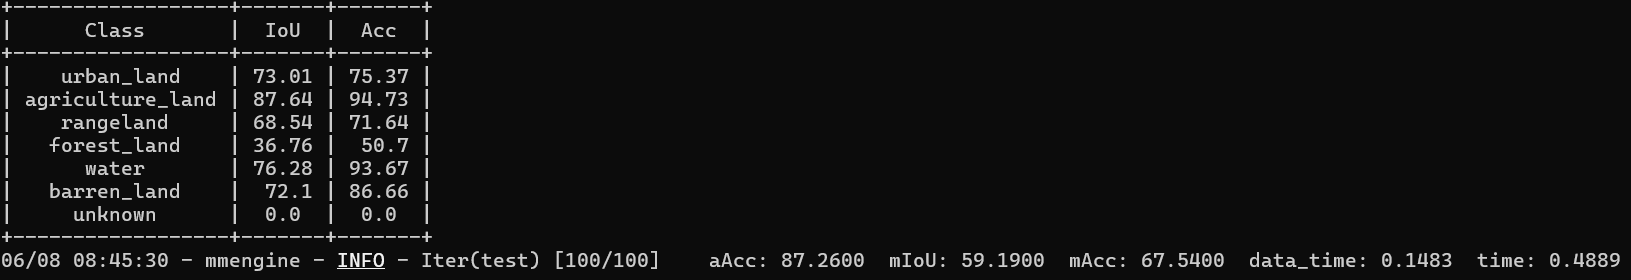 +------------------+-------+-------+
|      Class       |  IoU  |  Acc  |
+------------------+-------+-------+
|    urban_land    | 73.01 | 75.37 |
| agriculture_land | 87.64 | 94.73 |
|    rangeland     | 68.54 | 71.64 |
|   forest_land    | 36.76 |  50.7 |
|      water       | 76.28 | 93.67 |
|   barren_land    |  72.1 | 86.66 |
|     unknown      |  0.0  |  0.0  |
+------------------+-------+-------+
06/08 08:45:30 - mmengine - INFO - Iter(test) [100/100]    aAcc: 87.2600  mIoU: 59.1900  mAcc: 67.5400  data_time: 0.1483  time: 0.4889